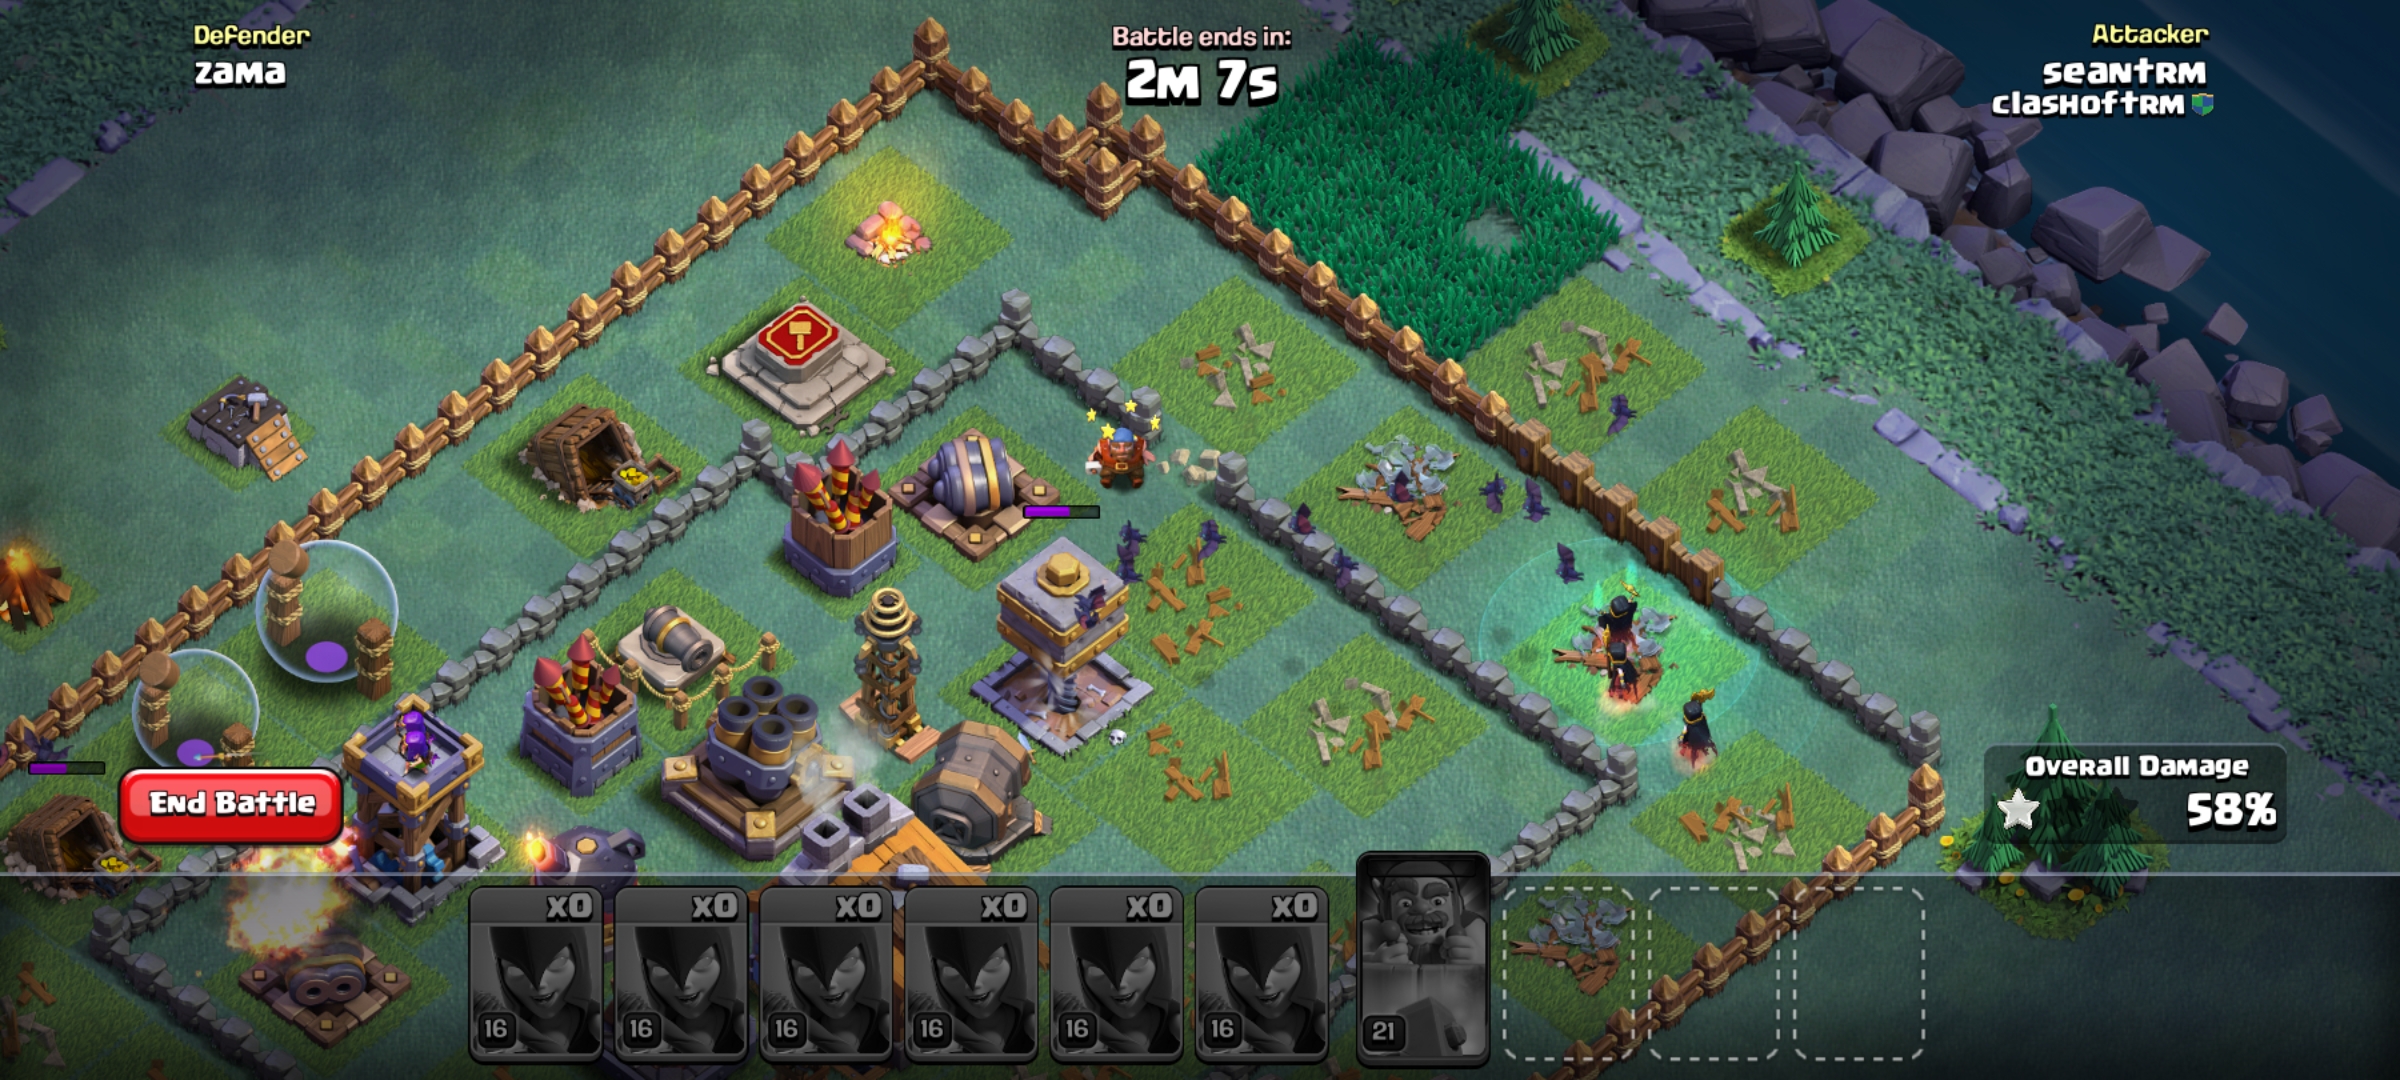 Defender
zama
Battle ends in:
2M 7s
Attacker
seantRM
clashoftRM
End Battle
Overall Damage
58%
x0
x0
x0
x0
x0
x0
16
16
16
16
16
16
21